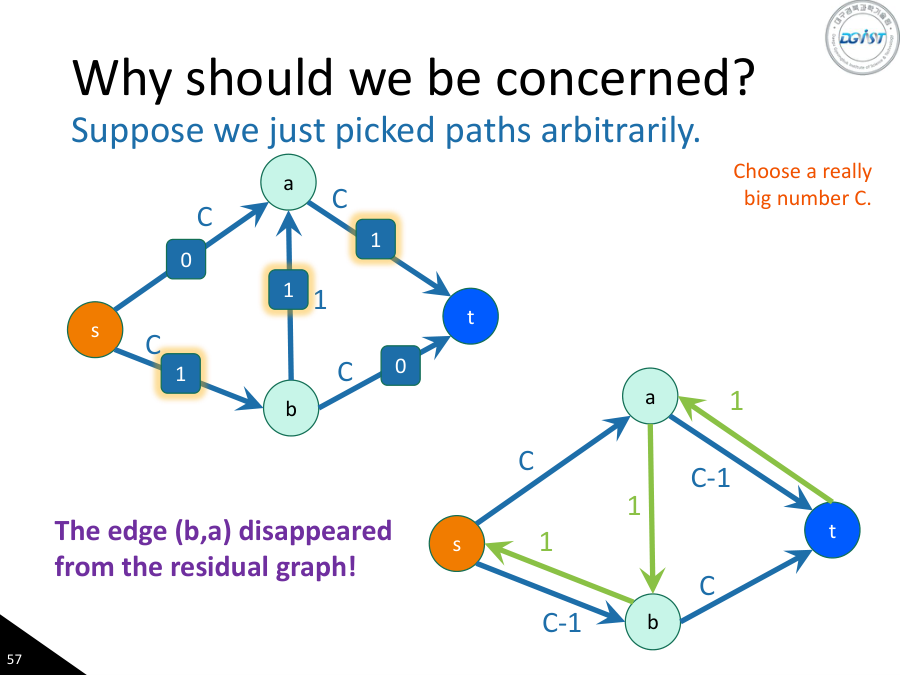 DGIST
Why should we be concerned?
Suppose we just picked paths arbitrarily.
Choose a really
big number C.
a
C
C
0
1
1
1
s
t
C
1
C
0
b
a
1
C
C-1
1
The edge (b,a) disappeared
from the residual graph!
s
1
t
C
C-1
b
57